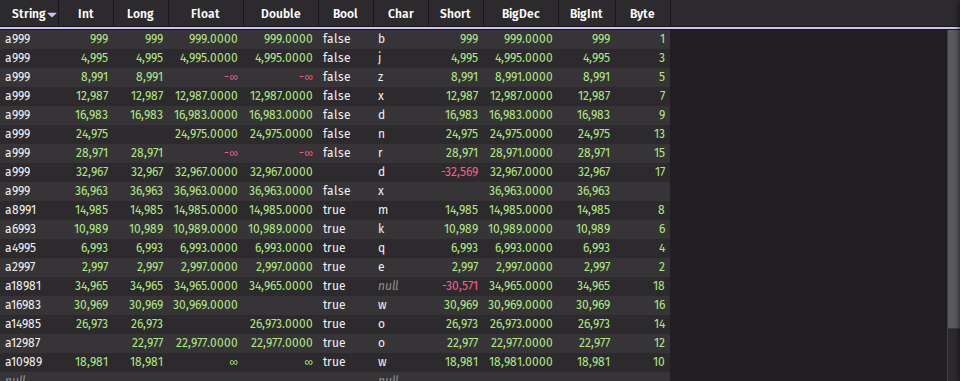 String Int Long Float Double Bool Char Short BigDec BigInt Byte
a999 999 999 999.0000 999.0000 false b 999 999.0000 999 1
a999 4,995 4,995 4,995.0000 4,995.0000 false j 4,995 4,995.0000 4,995 3
a999 8,991 8,991 -∞ -∞ false z 8,991 8,991.0000 8,991 5
a999 12,987 12,987 12,987.0000 12,987.0000 false x 12,987 12,987.0000 12,987 7
a999 16,983 16,983 16,983.0000 16,983.0000 false d 16,983 16,983.0000 16,983 9
a999 24,975 24,975.0000 24,975.0000 false n 24,975 24,975.0000 24,975 13
a999 28,971 28,971 -∞ -∞ false r 28,971 28,971.0000 28,971 15
a999 32,967 32,967 32,967.0000 32,967.0000 d -32,569 32,967.0000 32,967 17
a999 36,963 36,963 36,963.0000 36,963.0000 false x 36,963.0000 36,963
a8991 14,985 14,985 14,985.0000 14,985.0000 true m 14,985 14,985.0000 14,985 8
a6993 10,989 10,989 10,989.0000 10,989.0000 true k 10,989 10,989.0000 10,989 6
a4995 6,993 6,993 6,993.0000 6,993.0000 true q 6,993 6,993.0000 6,993 4
a2997 2,997 2,997 2,997.0000 2,997.0000 true e 2,997 2,997.0000 2,997 2
a18981 34,965 34,965 34,965.0000 34,965.0000 true null -30,571 34,965.0000 34,965 18
a16983 30,969 30,969 30,969.0000 true w 30,969 30,969.0000 30,969 16
a14985 26,973 26,973 26,973.0000 true o 26,973 26,973.0000 26,973 14
a12987 22,977 22,977.0000 22,977.0000 true o 22,977 22,977.0000 22,977 12
a10989 18,981 18,981 ∞ ∞ true w 18,981 18,981.0000 18,981 10
null null